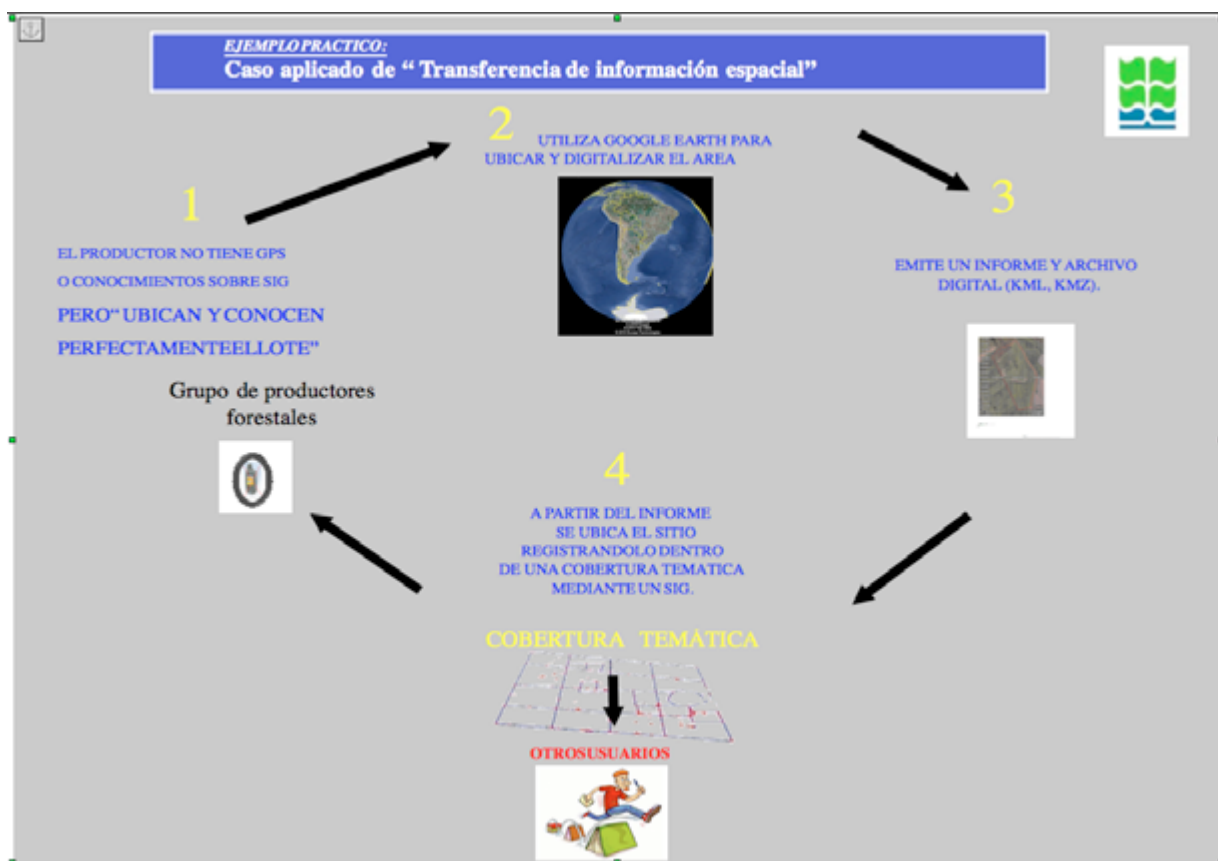 EJEMPLO PRACTICO:
Caso aplicado de “ Transferencia de información espacial”
1
EL PRODUCTOR NO TIENE GPS
O CONOCIMIENTOS SOBRE SIG
PERO“ UBICAN Y CONOCEN
PERFECTAMENTEELLOTE”
Grupo de productores
forestales
2
UTILIZA GOOGLE EARTH PARA
UBICAR Y DIGITALIZAR EL AREA
3
EMITE UN INFORME Y ARCHIVO
DIGITAL (KML, KMZ).
4
A PARTIR DEL INFORME
SE UBICA EL SITIO
REGISTRANDOLO DENTRO
DE UNA COBERTURA TEMATICA
MEDIANTE UN SIG.
COBERTURA TEMÁTICA
OTROSUSUARIOS